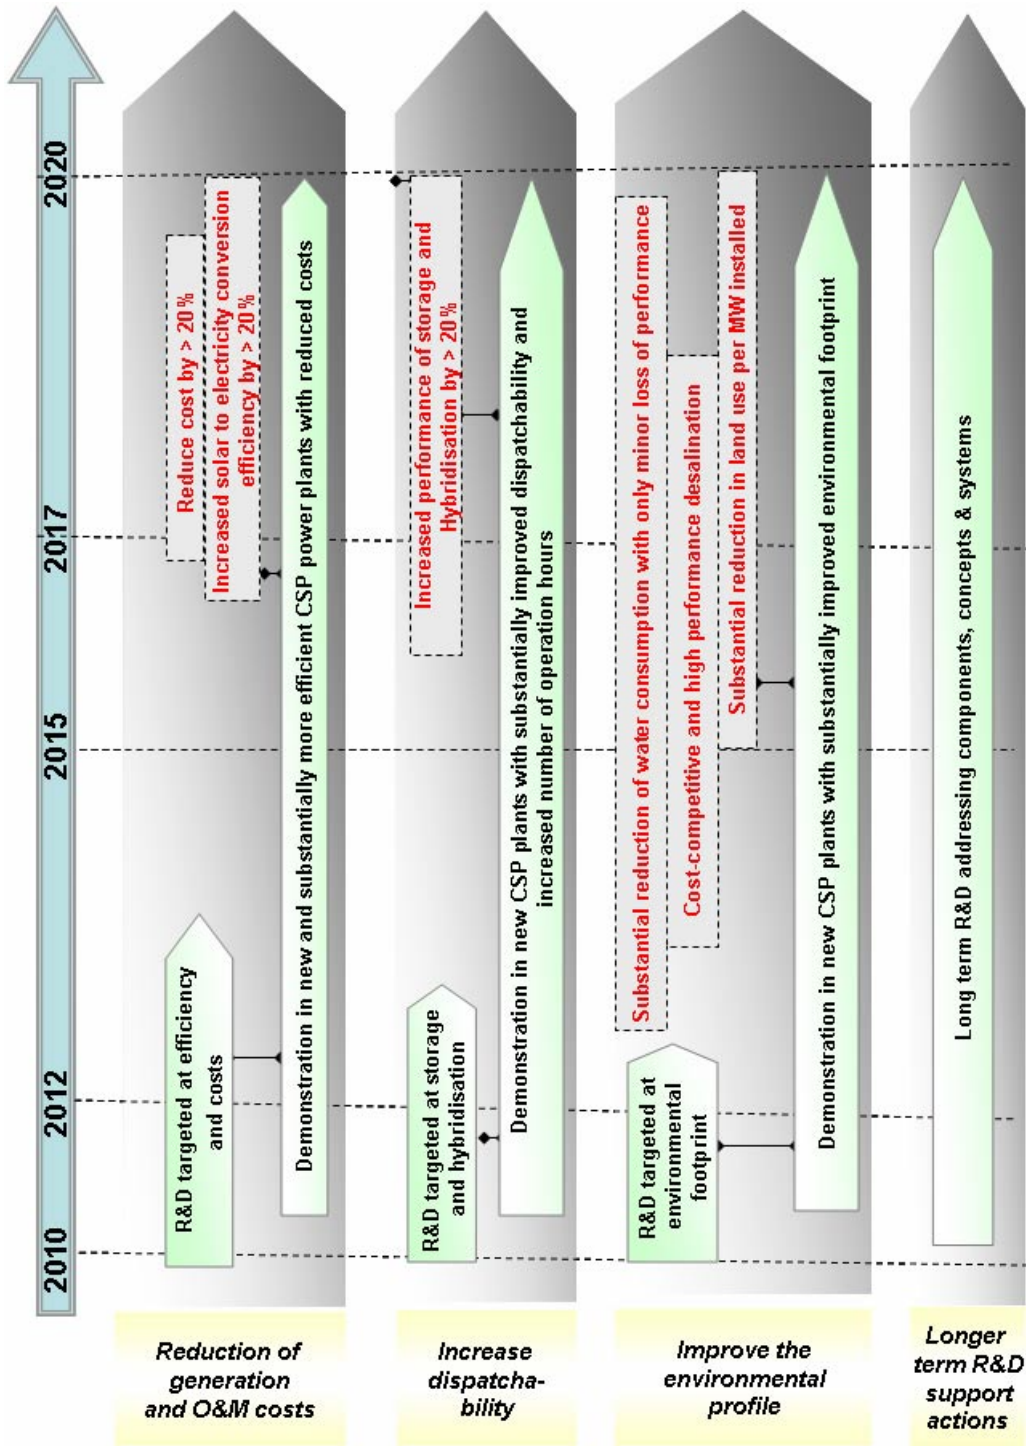 2010
2012
2015
2017
2020
Reduction of
generation
and O&M costs
R&D targeted at efficiency
and costs
Reduce cost by > 20%
Increased solar to electricity conversion
efficiency by > 20%
Demonstration in new and substantially more efficient CSP power plants with reduced costs
Increase
dispatcha-
bility
R&D targeted at storage
and hybridisation
Increased performance of storage and
Hybridisation by > 20%
Demonstration in new CSP plants with substantially improved dispatchability and
increased number of operation hours
Improve the
environmental
profile
R&D targeted at
environmental
footprint
Substantial reduction of water consumption with only minor loss of performance
Cost-competitive and high performance desalination
Substantial reduction in land use per MW installed
Demonstration in new CSP plants with substantially improved environmental footprint
Longer
term R&D
support
actions
Long term R&D addressing components, concepts & systems